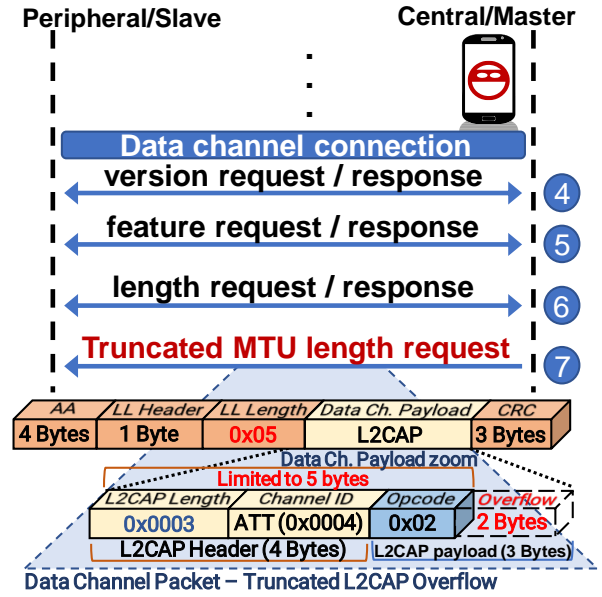 Peripheral/Slave
Central/Master
Data channel connection
version request / response
4
feature request / response
5
length request / response
6
Truncated MTU length request
7
AA LL Header LL Length Data Ch. Payload CRC
4 Bytes 1 Byte 0x05 L2CAP 3 Bytes
Data Ch. Payload zoom
Limited to 5 bytes
L2CAP Length Channel ID Opcode Overflow
0x0003 ATT (0x0004) 0x02 2 Bytes
L2CAP Header (4 Bytes) L2CAP payload (3 Bytes)
Data Channel Packet – Truncated L2CAP Overflow